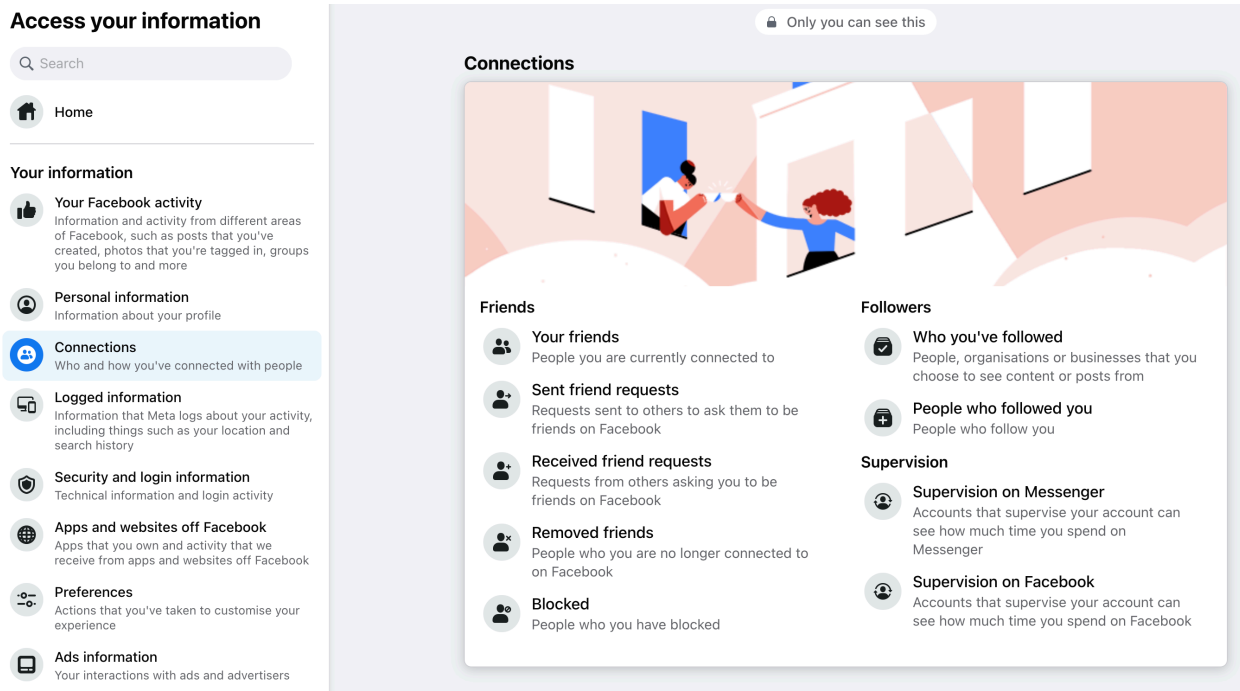 Access your information
Search
Home
Your information
Your Facebook activity
Information and activity from different areas
of Facebook, such as posts that you've
created, photos that you're tagged in, groups
you belong to and more
Personal information
Information about your profile
Connections
Who and how you've connected with people
Logged information
Information that Meta logs about your activity,
including things such as your location and
search history
Security and login information
Technical information and login activity
Apps and websites off Facebook
Apps that you own and activity that we
receive from apps and websites off Facebook
Preferences
Actions that you've taken to customise your
experience
Ads information
Your interactions with ads and advertisers
Only you can see this
Connections
Friends
Your friends
People you are currently connected to
Sent friend requests
Requests sent to others to ask them to be
friends on Facebook
Received friend requests
Requests from others asking you to be
friends on Facebook
Removed friends
People who you are no longer connected to
on Facebook
Blocked
People who you have blocked
Followers
Who you've followed
People, organisations or businesses that you
choose to see content or posts from
People who followed you
People who follow you
Supervision
Supervision on Messenger
Accounts that supervise your account can
see how much time you spend on
Messenger
Supervision on Facebook
Accounts that supervise your account can
see how much time you spend on Facebook